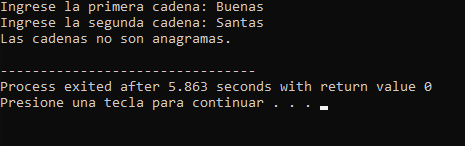 Ingrese la primera cadena: Buenas
Ingrese la segunda cadena: Santas
Las cadenas no son anagramas.
--------------------------------
Process exited after 5.863 seconds with return value 0
Presione una tecla para continuar . . .